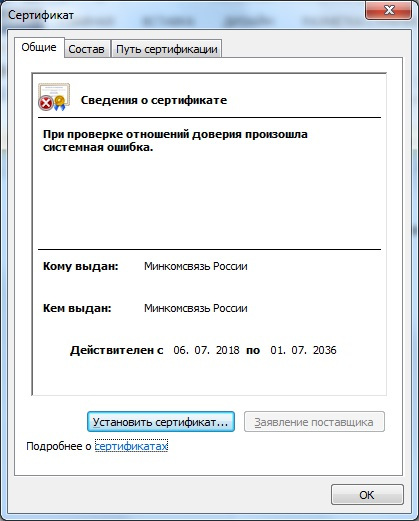 Сертификат
Общие Состав Путь сертификации
Сведения о сертификате
При проверке отношений доверия произошла
системная ошибка.
Кому выдан: Минкомсвязь России
Кем выдан: Минкомсвязь России
Действителен с 06. 07. 2018 по 01. 07. 2036
Установить сертификат... Заявление поставщика
Подробнее о сертификатах
ОК